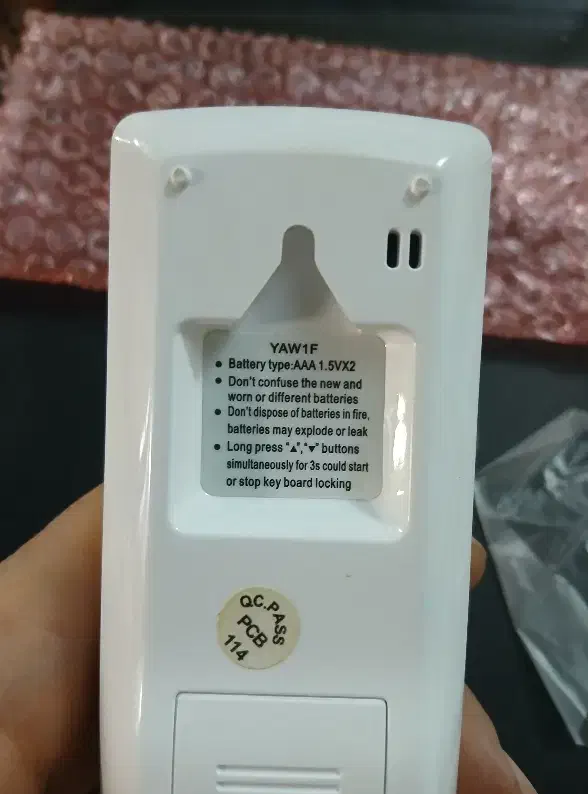 YAW1F
• Battery type:AAA 1.5VX2
• Don't confuse the new and
worn or different batteries
• Don't dispose of batteries in fire,
batteries may explode or leak
• Long press "▲","▼" buttons
simultaneously for 3s could start
or stop key board locking
QC.PASS
PCB
114